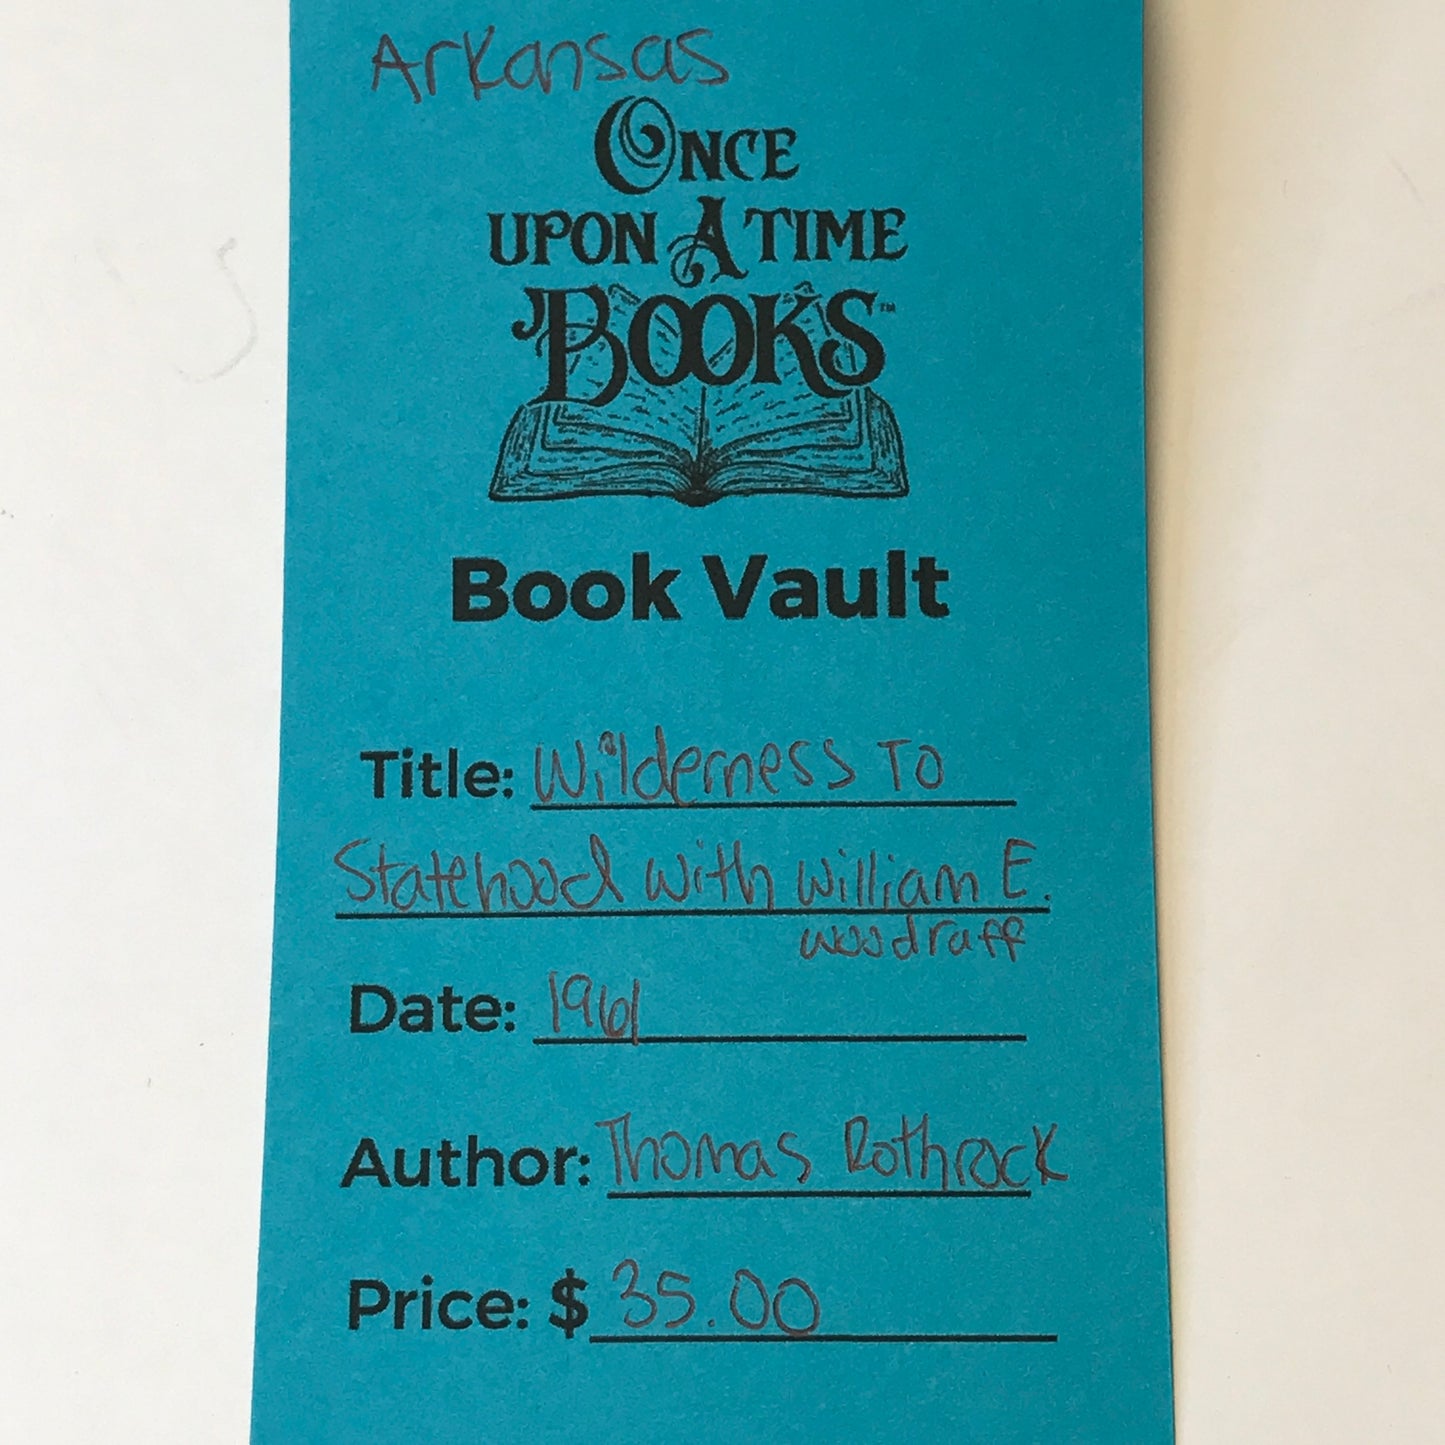 Arkansas
ONCE
UPON A TIME
BOOKS™
Book Vault
Title: Wilderness To
Statehood with William E.
woodruff
Date: 1961
Author: Thomas Rothrock
Price: $ 35.00